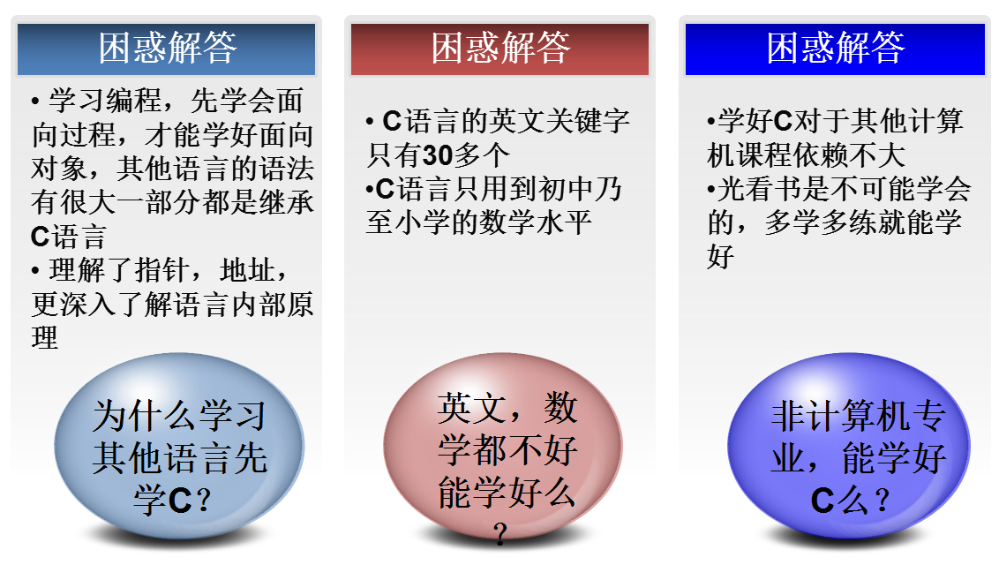 困惑解答
• 学习编程，先学会面
向过程，才能学好面向
对象，其他语言的语法
有很大一部分都是继承
C语言
• 理解了指针，地址，
更深入了解语言内部原
理
为什么学习
其他语言先
学C？
困惑解答
• C语言的英文关键字
只有30多个
•C语言只用到初中乃
至小学的数学水平
英文，数
学都不好
能学好么
？
困惑解答
•学好C对于其他计算
机课程依赖不大
•光看书是不可能学会
的，多学多练就能学
好
非计算机专
业，能学好
C么？